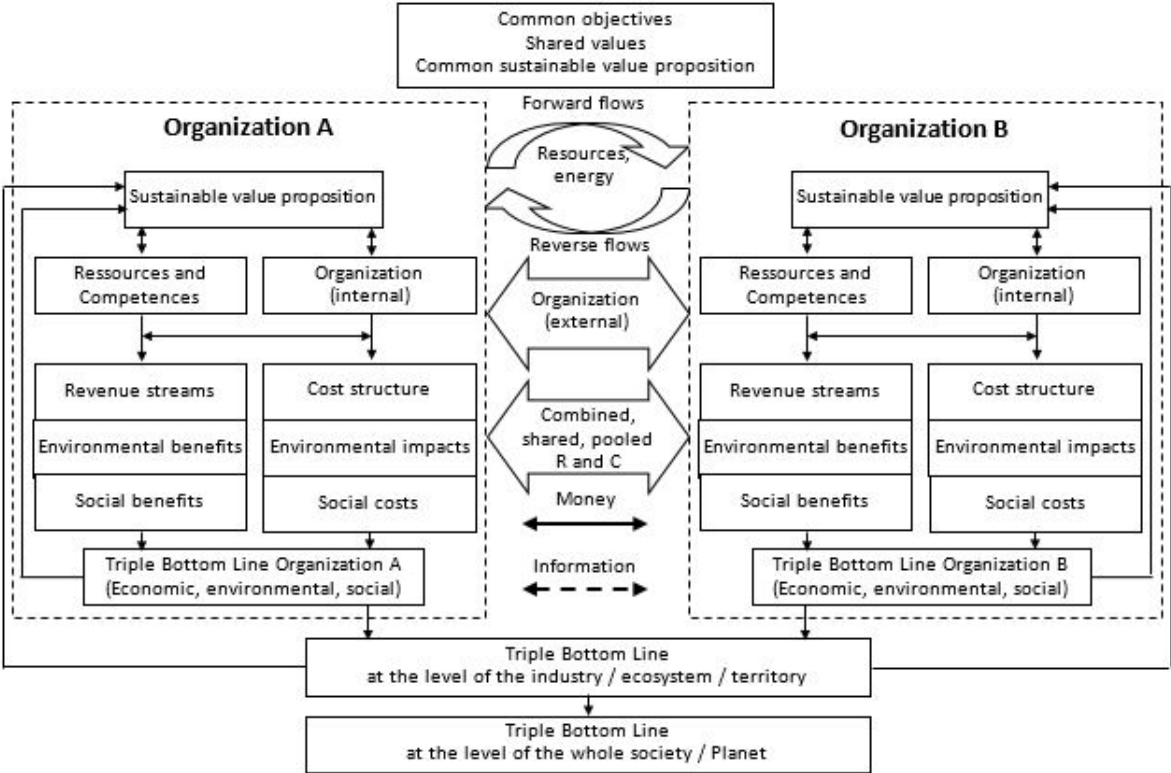 Common objectives
Shared values
Common sustainable value proposition
Organization A
Sustainable value proposition
Ressources and
Competences
Organization
(internal)
Revenue streams
Cost structure
Environmental benefits
Environmental impacts
Social benefits
Social costs
Triple Bottom Line Organization A
(Economic, environmental, social)
Forward flows
Resources,
energy
Reverse flows
Organization
(external)
Combined,
shared, pooled
R and C
Money
Information
Organization B
Sustainable value proposition
Ressources and
Competences
Organization
(internal)
Revenue streams
Cost structure
Environmental benefits
Environmental impacts
Social benefits
Social costs
Triple Bottom Line Organization B
(Economic, environmental, social)
Triple Bottom Line
at the level of the industry / ecosystem / territory
Triple Bottom Line
at the level of the whole society / Planet